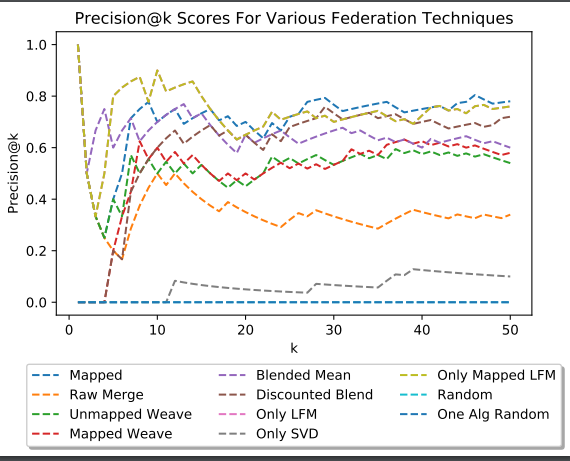 Precision@k Scores For Various Federation Techniques
1.0
0.8
0.6
0.4
0.2
0.0
Precision@k
0 10 20 30 40 50
k
Mapped Blended Mean Only Mapped LFM
Raw Merge Discounted Blend Random
Unmapped Weave Only LFM One Alg Random
Mapped Weave Only SVD